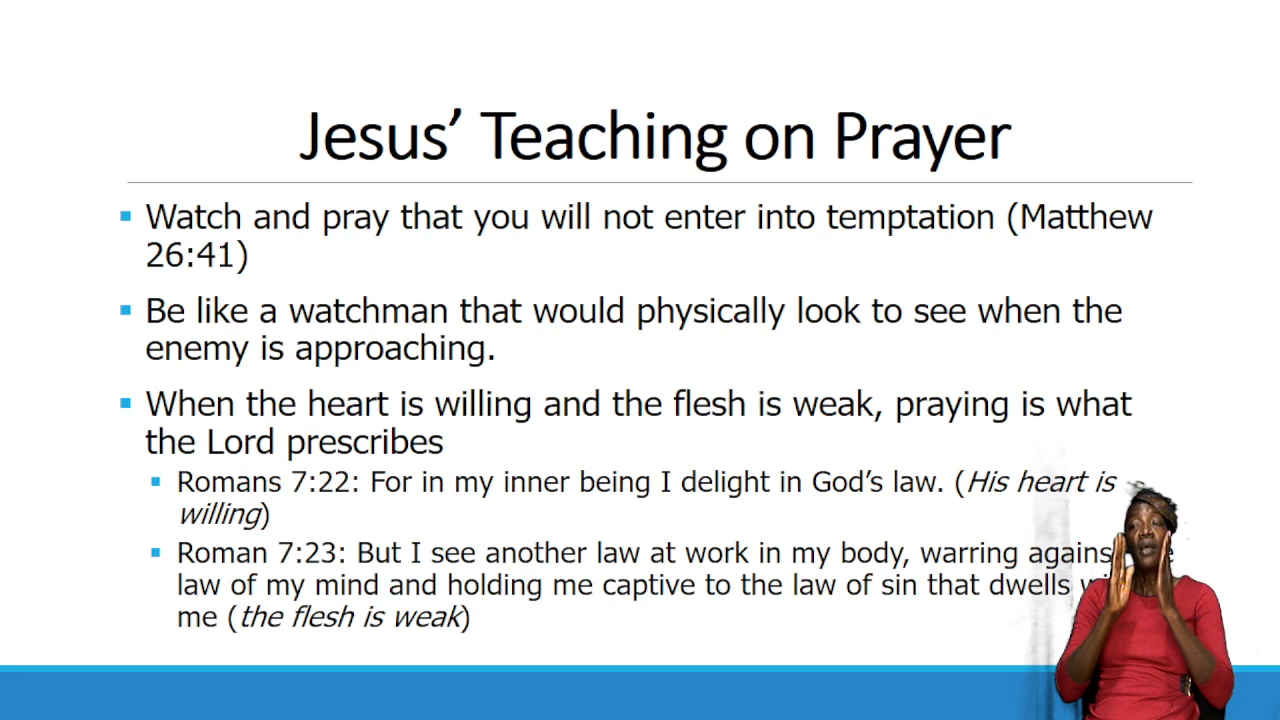 Jesus’ Teaching on Prayer
Watch and pray that you will not enter into temptation (Matthew
26:41)
Be like a watchman that would physically look to see when the
enemy is approaching.
When the heart is willing and the flesh is weak, praying is what
the Lord prescribes
Romans 7:22: For in my inner being I delight in God’s law. (His heart is
willing)
Roman 7:23: But I see another law at work in my body, warring
law of my mind and holding me captive to the law of sin that dwells
me (the flesh is weak)